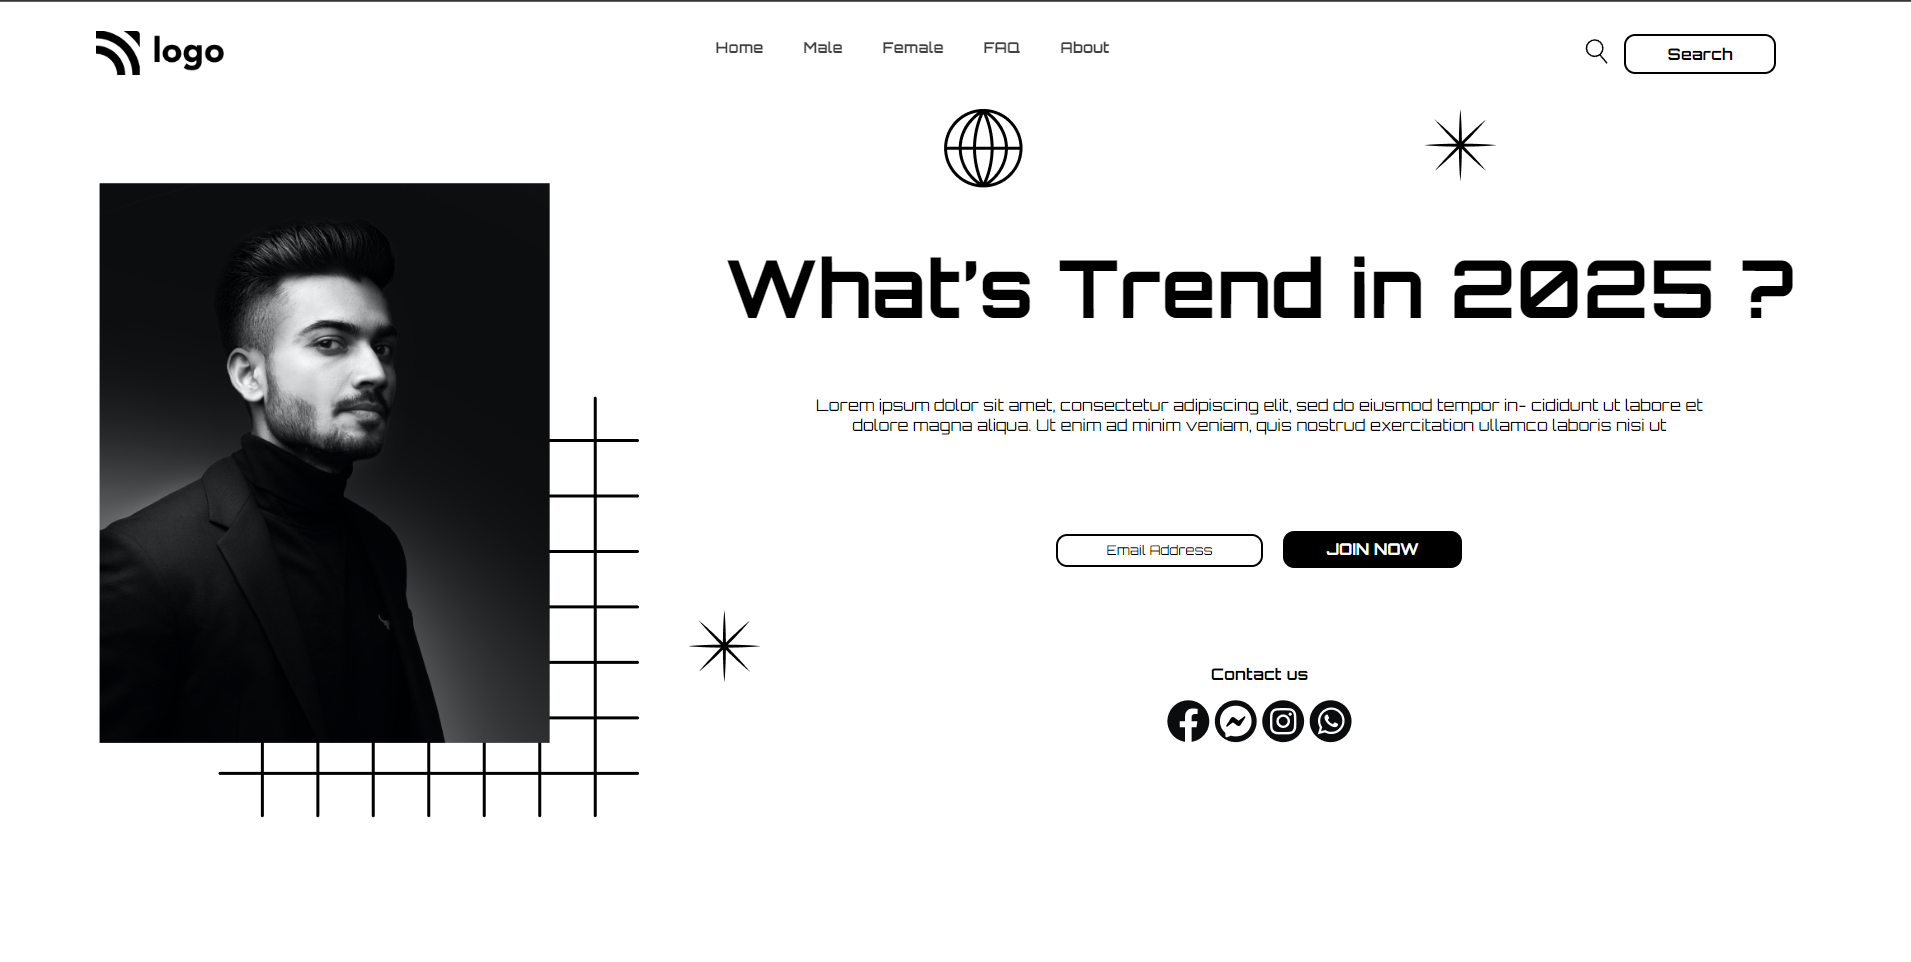 logo
Home Male Female FAQ About
Search
What's Trend in 2025 ?
Lorem ipsum dolor sit amet, consectetur adipiscing elit, sed do eiusmod tempor in- cididunt ut labore et
dolore magna aliqua. Ut enim ad minim veniam, quis nostrud exercitation ullamco laboris nisi ut
Email Address JOIN NOW
Contact us